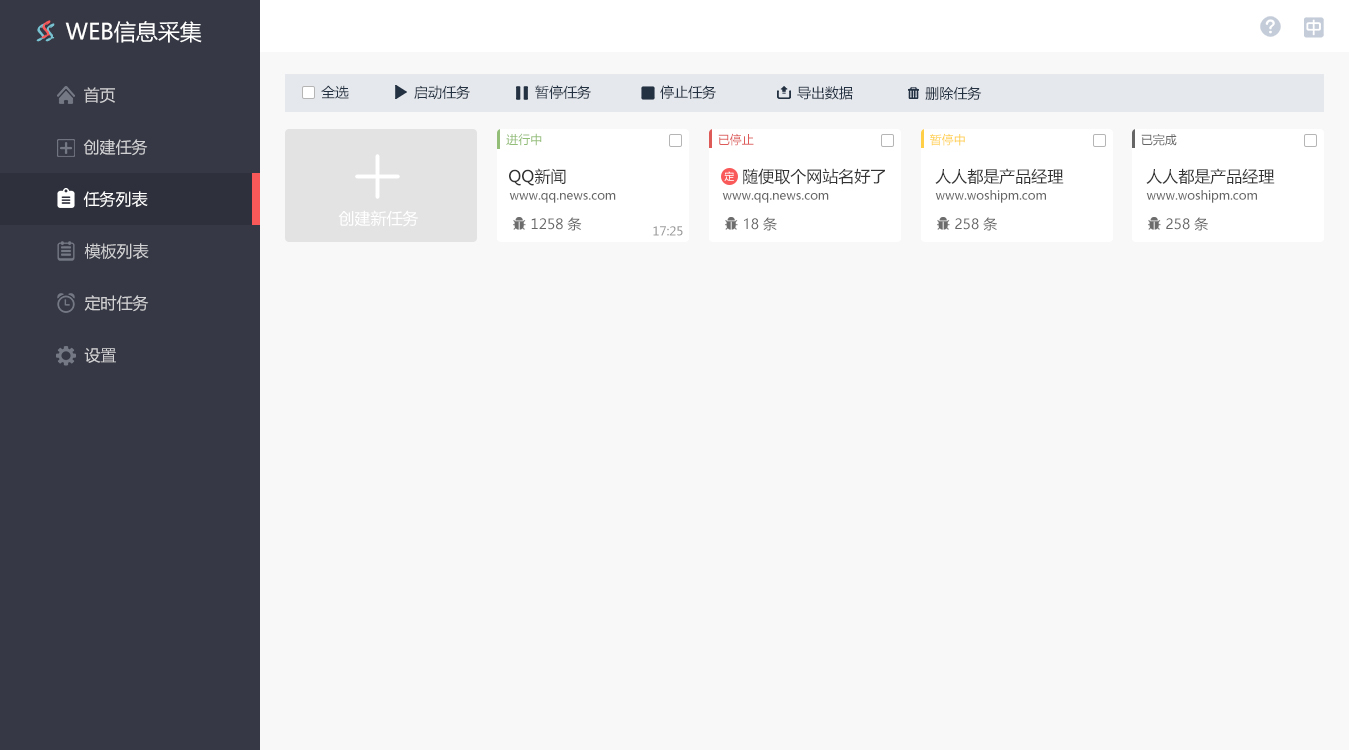 WEB信息采集
中
首页
创建任务
任务列表
模板列表
定时任务
设置
全选 启动任务 暂停任务 停止任务 导出数据 删除任务
创建新任务
进行中
QQ新闻
www.qq.news.com
1258 条
17:25
已停止
定 随便取个网站名好了
www.qq.news.com
18 条
暂停中
人人都是产品经理
www.woshipm.com
258 条
已完成
人人都是产品经理
www.woshipm.com
258 条